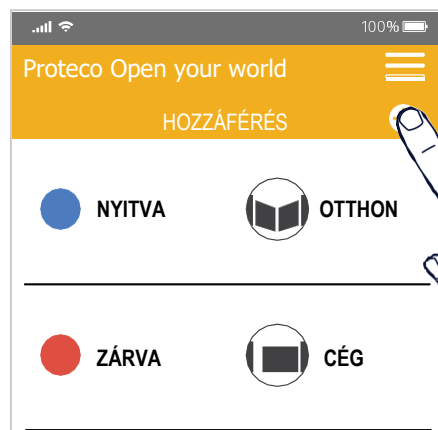 100%
Proteco Open your world
HOZZÁFÉRÉS
NYITVA OTTHON
ZÁRVA CÉG